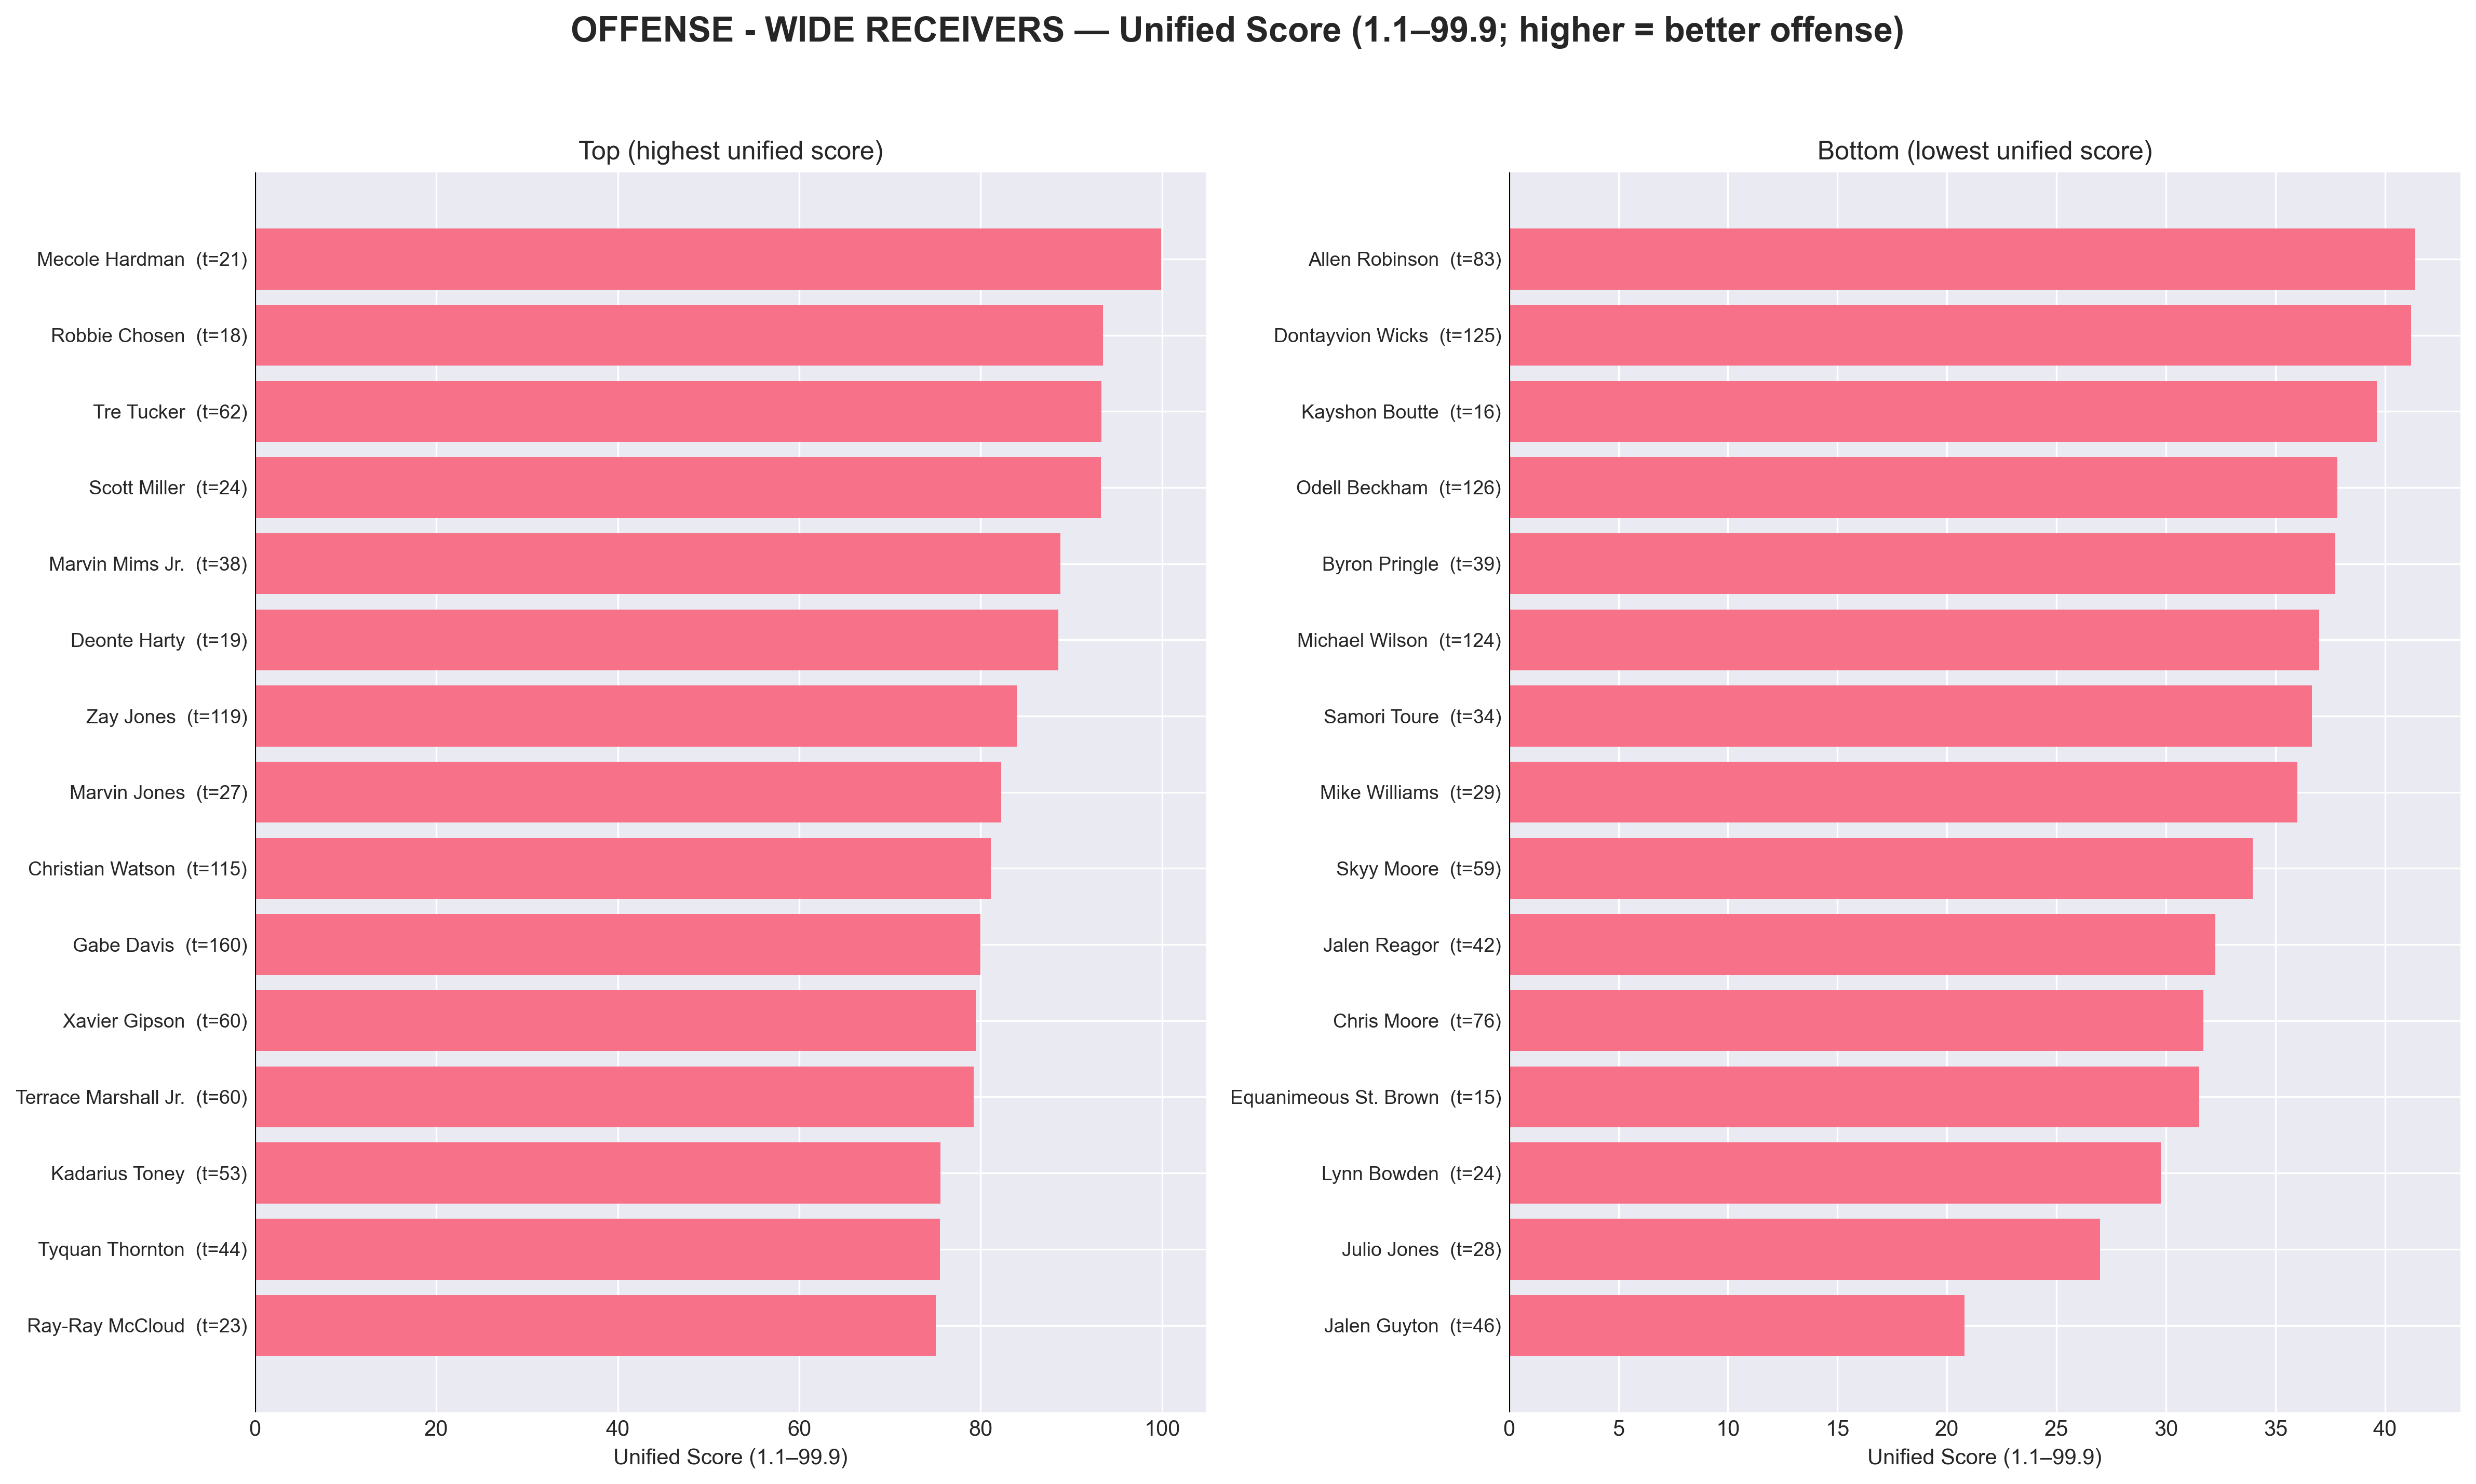 OFFENSE - WIDE RECEIVERS — Unified Score (1.1–99.9; higher = better offense)
Top (highest unified score)
Mecole Hardman (t=21)
Robbie Chosen (t=18)
Tre Tucker (t=62)
Scott Miller (t=24)
Marvin Mims Jr. (t=38)
Deonte Harty (t=19)
Zay Jones (t=119)
Marvin Jones (t=27)
Christian Watson (t=115)
Gabe Davis (t=160)
Xavier Gipson (t=60)
Terrace Marshall Jr. (t=60)
Kadarius Toney (t=53)
Tyquan Thornton (t=44)
Ray-Ray McCloud (t=23)
0 20 40 60 80 100
Unified Score (1.1–99.9)
Bottom (lowest unified score)
Allen Robinson (t=83)
Dontayvion Wicks (t=125)
Kayshon Boutte (t=16)
Odell Beckham (t=126)
Byron Pringle (t=39)
Michael Wilson (t=124)
Samori Toure (t=34)
Mike Williams (t=29)
Skyy Moore (t=59)
Jalen Reagor (t=42)
Chris Moore (t=76)
Equanimeous St. Brown (t=15)
Lynn Bowden (t=24)
Julio Jones (t=28)
Jalen Guyton (t=46)
0 5 10 15 20 25 30 35 40
Unified Score (1.1–99.9)